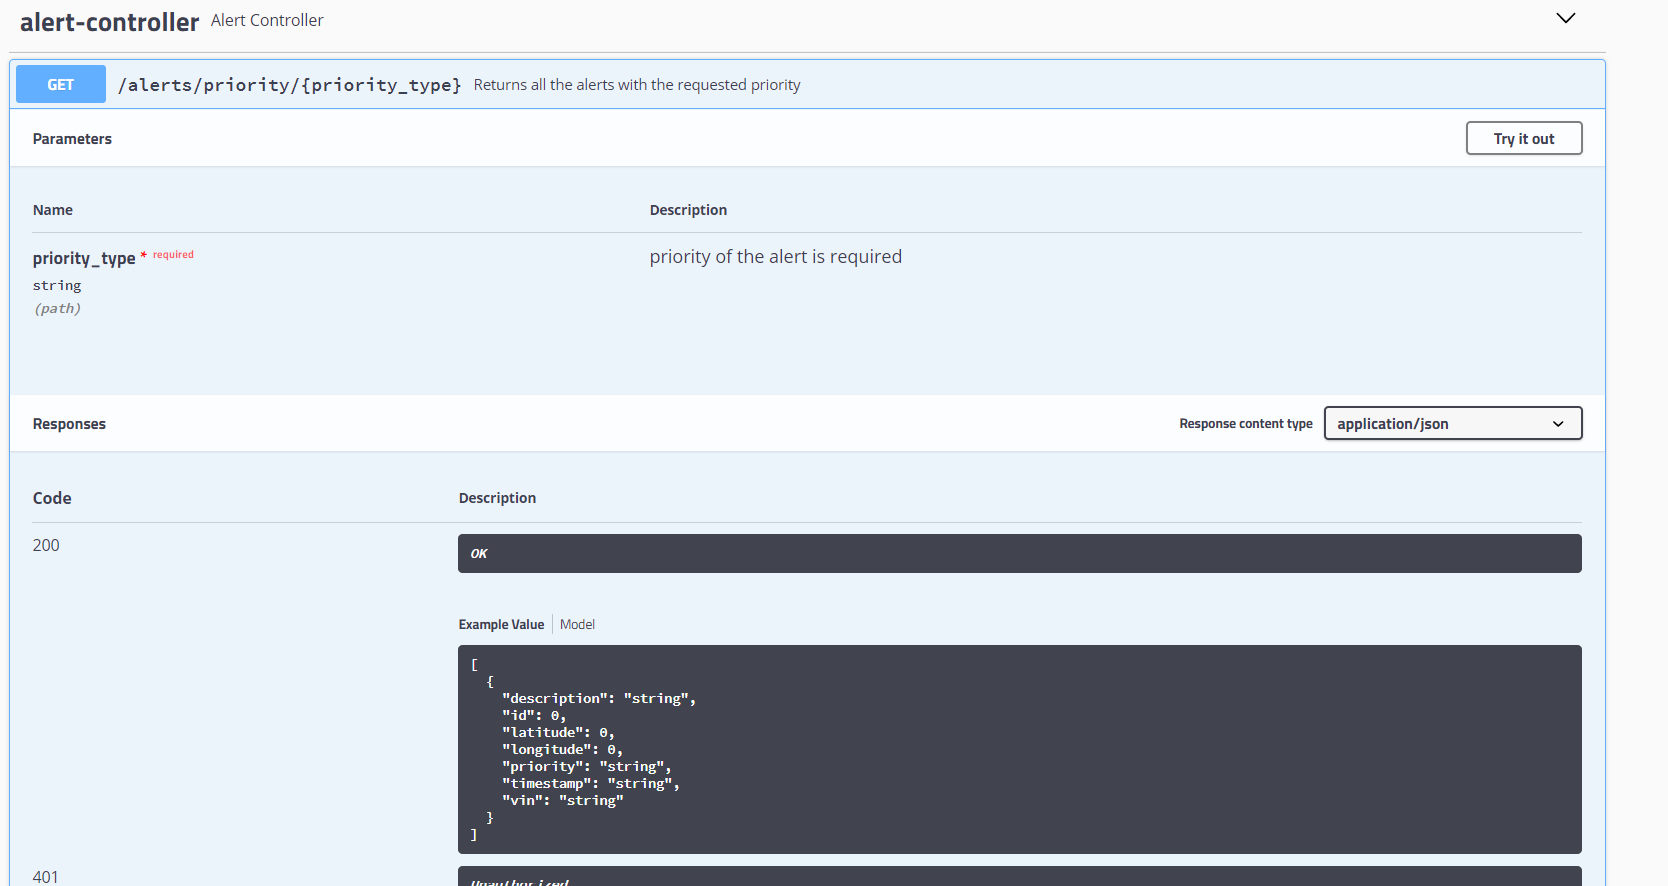 alert-controller Alert Controller
GET /alerts/priority/{priority_type} Returns all the alerts with the requested priority
Parameters Try it out
Name Description
priority_type * required priority of the alert is required
string
(path)
Responses Response content type application/json
Code Description
200 OK
Example Value Model
[
{
"description": "string",
"id": 0,
"latitude": 0,
"longitude": 0,
"priority": "string",
"timestamp": "string",
"vin": "string"
}
]
401 Unauthorized